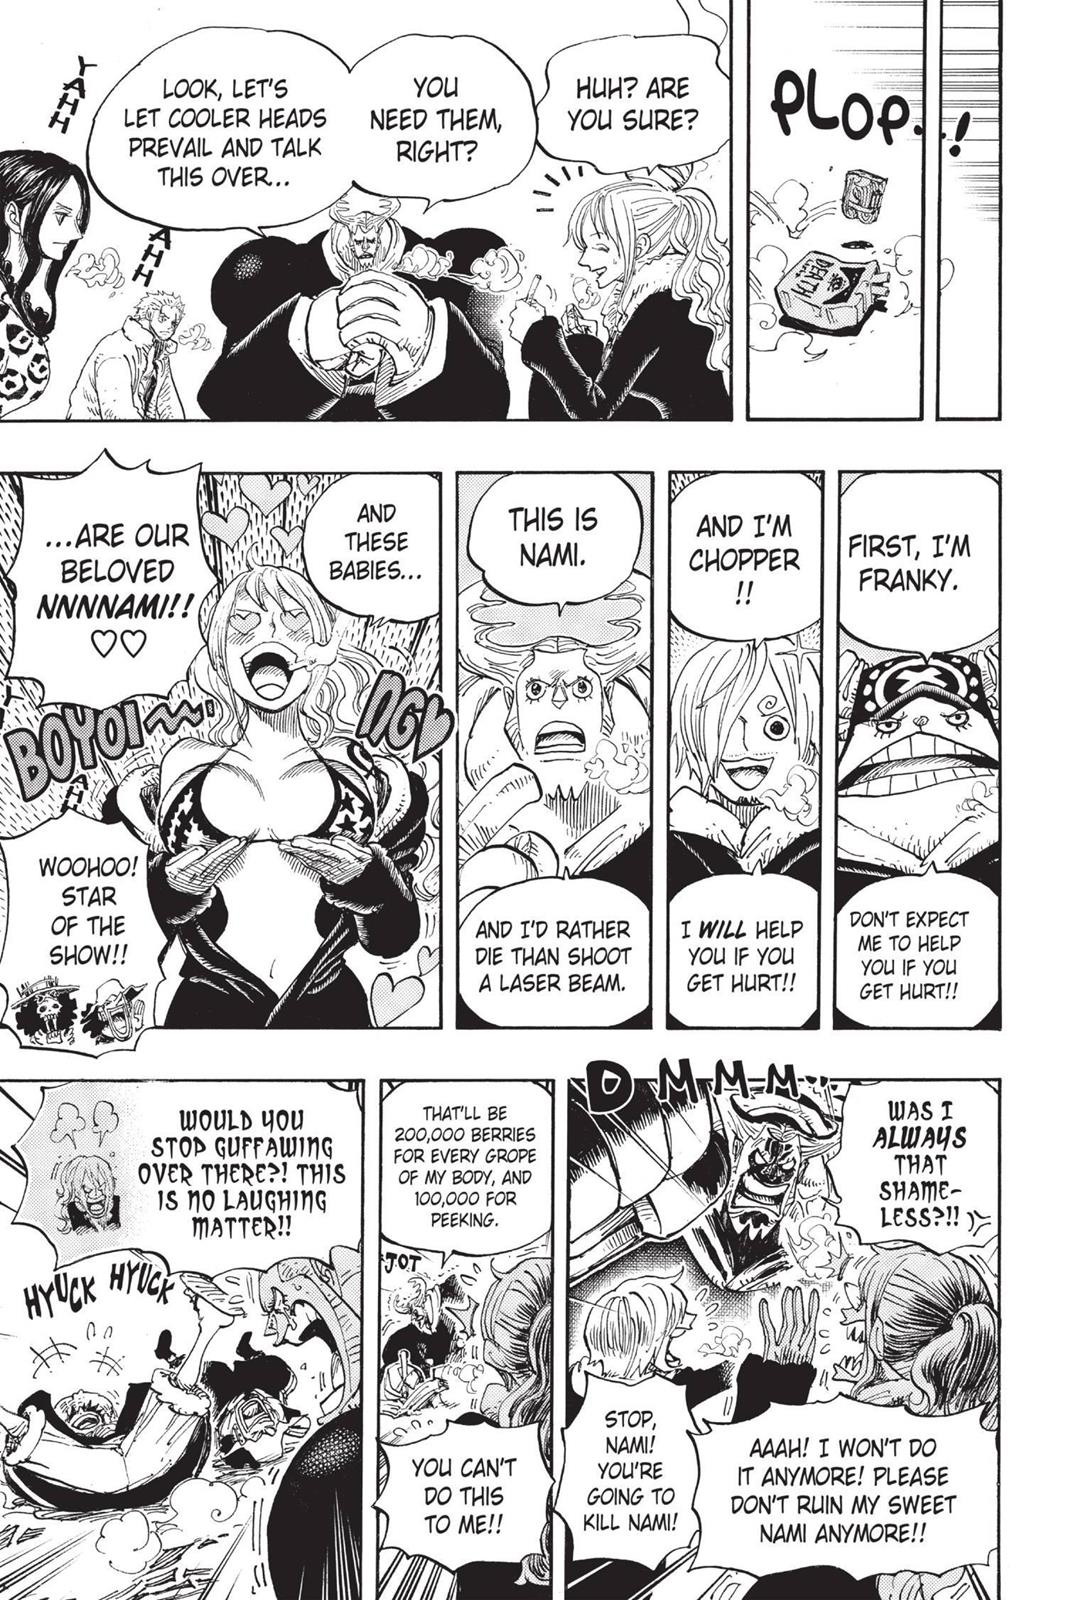 PLOP...!
DEATH
HUH? ARE
YOU SURE?
YOU
NEED THEM,
RIGHT?
LOOK, LET'S
LET COOLER HEADS
PREVAIL AND TALK
THIS OVER...
YAHH
AHH
FIRST, I'M
FRANKY.
DON'T EXPECT
ME TO HELP
YOU IF YOU
GET HURT!!
AND I'M
CHOPPER
!!
I WILL HELP
YOU IF YOU
GET HURT!!
THIS IS
NAMI.
AND I'D RATHER
DIE THAN SHOOT
A LASER BEAM.
AND
THESE
BABIES...
...ARE OUR
BELOVED
NNNNAMI!!
♡♡
BOYOI
AH
WOOHOO!
STAR
OF THE
SHOW!!
DMMM...
WAS I
ALWAYS
THAT
SHAME-
LESS?!!
STOP,
NAMI!
YOU'RE
GOING TO
KILL NAMI!
AAAH! I WON'T DO
IT ANYMORE! PLEASE
DON'T RUIN MY SWEET
NAMI ANYMORE!!
THAT'LL BE
200,000 BERRIES
FOR EVERY GROPE
OF MY BODY, AND
100,000 FOR
PEEKING.
JOT
YOU CAN'T
DO THIS
TO ME!!
WOULD YOU
STOP GUFFAWING
OVER THERE?! THIS
IS NO LAUGHING
MATTER!!
HYUCK HYUCK